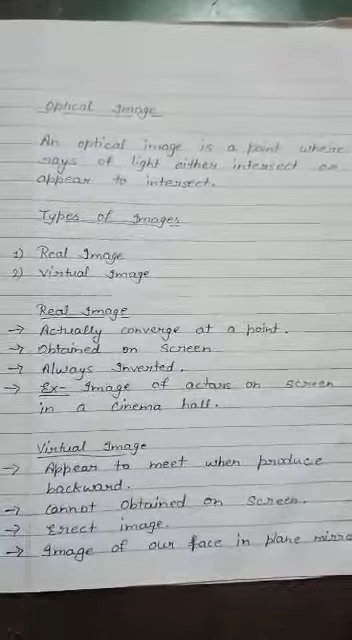 Optical Image
An optical image is a point where
rays of light either intersect or
appear to intersect.
Types of Images
1) Real Image
2) Virtual Image
Real Image
→ Actually converge at a point.
→ Obtained on Screen
→ Always Inverted.
→ Ex- Image of actors on screen
in a cinema hall.
Virtual Image
→ Appear to meet when produce
backward.
→ Cannot obtained on screen.
→ Erect image.
→ Image of our face in plane mirro